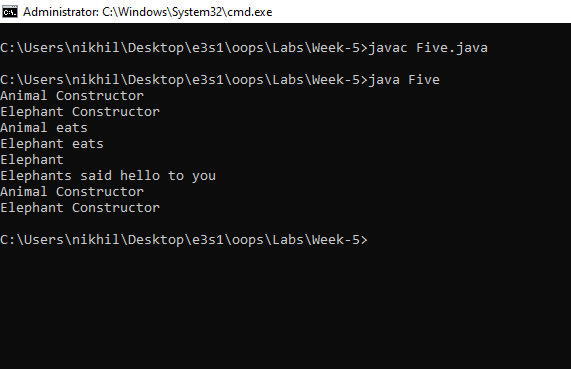 Administrator: C:\Windows\System32\cmd.exe
C:\Users\nikhil\Desktop\e3s1\oops\Labs\Week-5>javac Five.java
C:\Users\nikhil\Desktop\e3s1\oops\Labs\Week-5>java Five
Animal Constructor
Elephant Constructor
Animal eats
Elephant eats
Elephant
Elephants said hello to you
Animal Constructor
Elephant Constructor
C:\Users\nikhil\Desktop\e3s1\oops\Labs\Week-5>